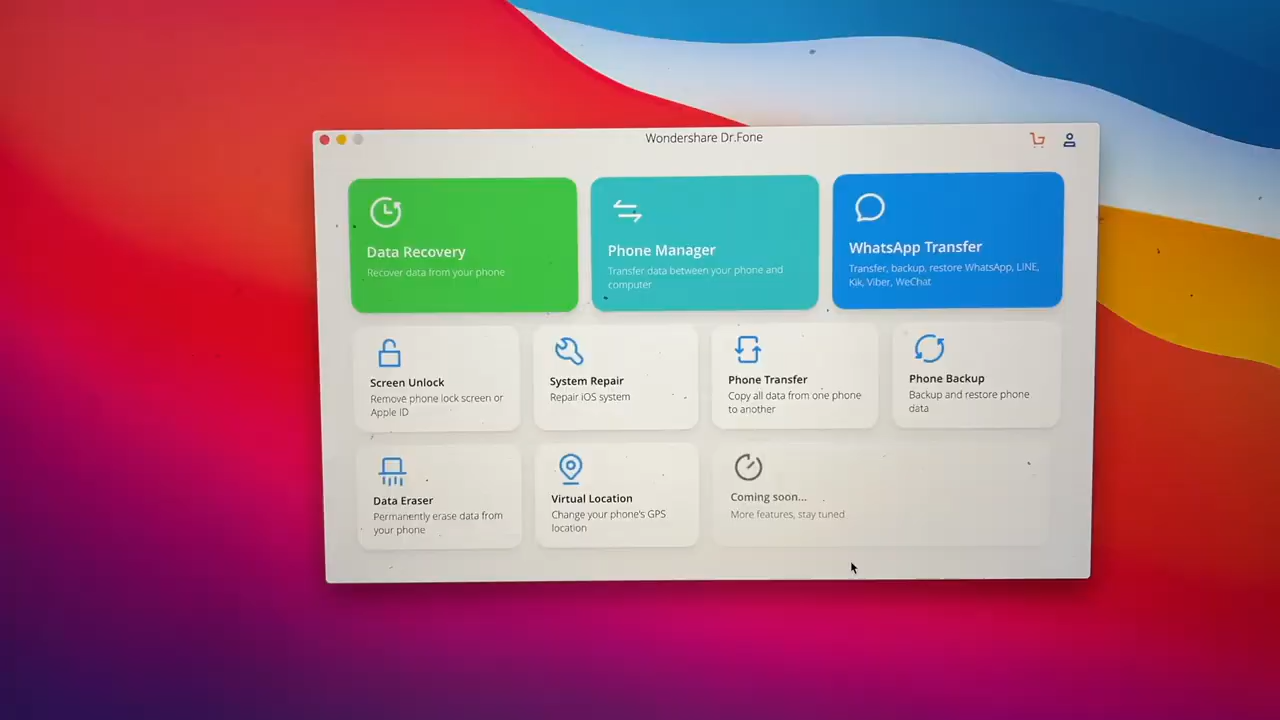 Wondershare Dr.Fone
Data Recovery
Recover data from your phone
Phone Manager
Transfer data between your phone and
computer
WhatsApp Transfer
Transfer, backup, restore WhatsApp, LINE,
Kik, Viber, WeChat
Screen Unlock
Remove phone lock screen or
Apple ID
System Repair
Repair iOS system
Phone Transfer
Copy all data from one phone
to another
Phone Backup
Backup and restore phone
data
Data Eraser
Permanently erase data from
your phone
Virtual Location
Change your phone's GPS
location
Coming soon...
More features, stay tuned